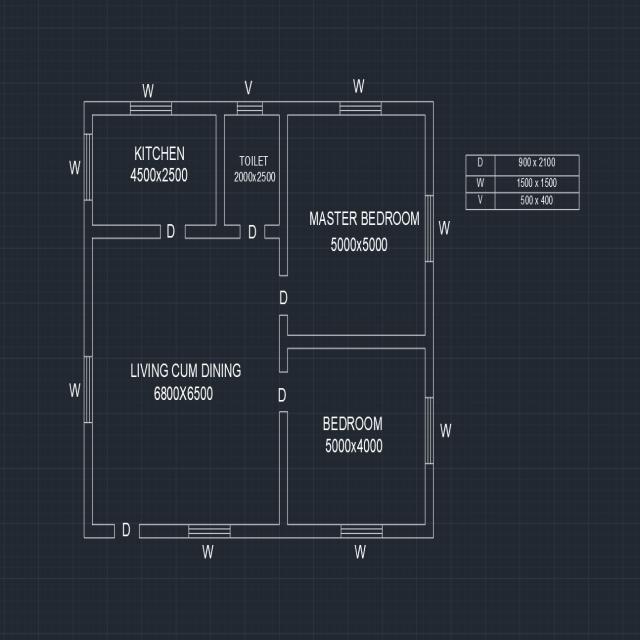 W
V
W
W
KITCHEN
4500x2500
TOILET
2000x2500
D 900 x 2100
W 1500 x 1500
V 500 x 400
MASTER BEDROOM
5000x5000
W
D
D
D
LIVING CUM DINING
6800X6500
W
D
BEDROOM
5000x4000
W
D
W
W